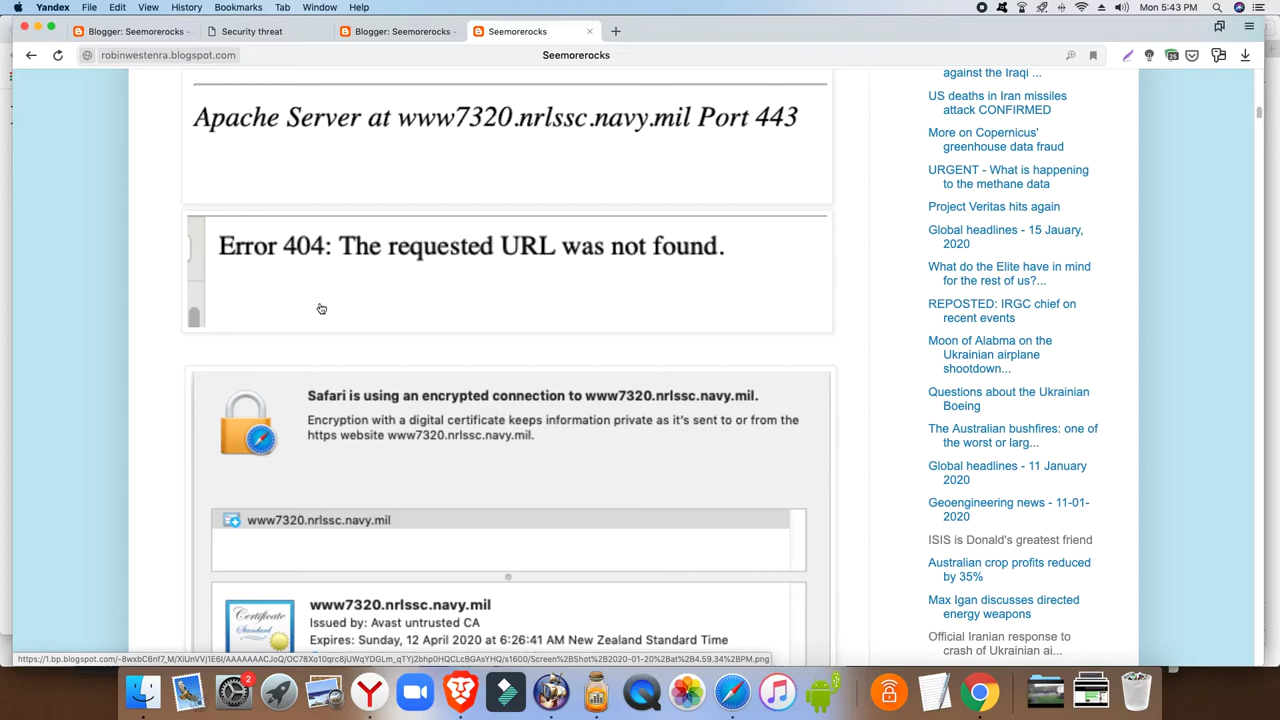 Yandex File Edit View History Bookmarks Tab Window Help
Mon 5:43 PM
Blogger: Seemorerocks -
Security threat
Blogger: Seemorerocks -
Seemorerocks
robinwestenra.blogspot.com
Seemorerocks
25
Apache Server at www7320.nrlssc.navy.mil Port 443
Error 404: The requested URL was not found.
Safari is using an encrypted connection to www7320.nrlssc.navy.mil.
Encryption with a digital certificate keeps information private as it's sent to or from the
https website www7320.nrlssc.navy.mil.
www7320.nrlssc.navy.mil
Certificate
Standard
www7320.nrlssc.navy.mil
Issued by: Avast untrusted CA
Expires: Sunday, 12 April 2020 at 6:26:41 AM New Zealand Standard Time
against the Iraqi ...
US deaths in Iran missiles
attack CONFIRMED
More on Copernicus'
greenhouse data fraud
URGENT - What is happening
to the methane data
Project Veritas hits again
Global headlines - 15 Jauary,
2020
What do the Elite have in mind
for the rest of us?...
REPOSTED: IRGC chief on
recent events
Moon of Alabma on the
Ukrainian airplane
shootdown...
Questions about the Ukrainian
Boeing
The Australian bushfires: one of
the worst or larg...
Global headlines - 11 January
2020
Geoengineering news - 11-01-
2020
ISIS is Donald's greatest friend
Australian crop profits reduced
by 35%
Max Igan discusses directed
energy weapons
Official Iranian response to
crash of Ukrainian ai...
2